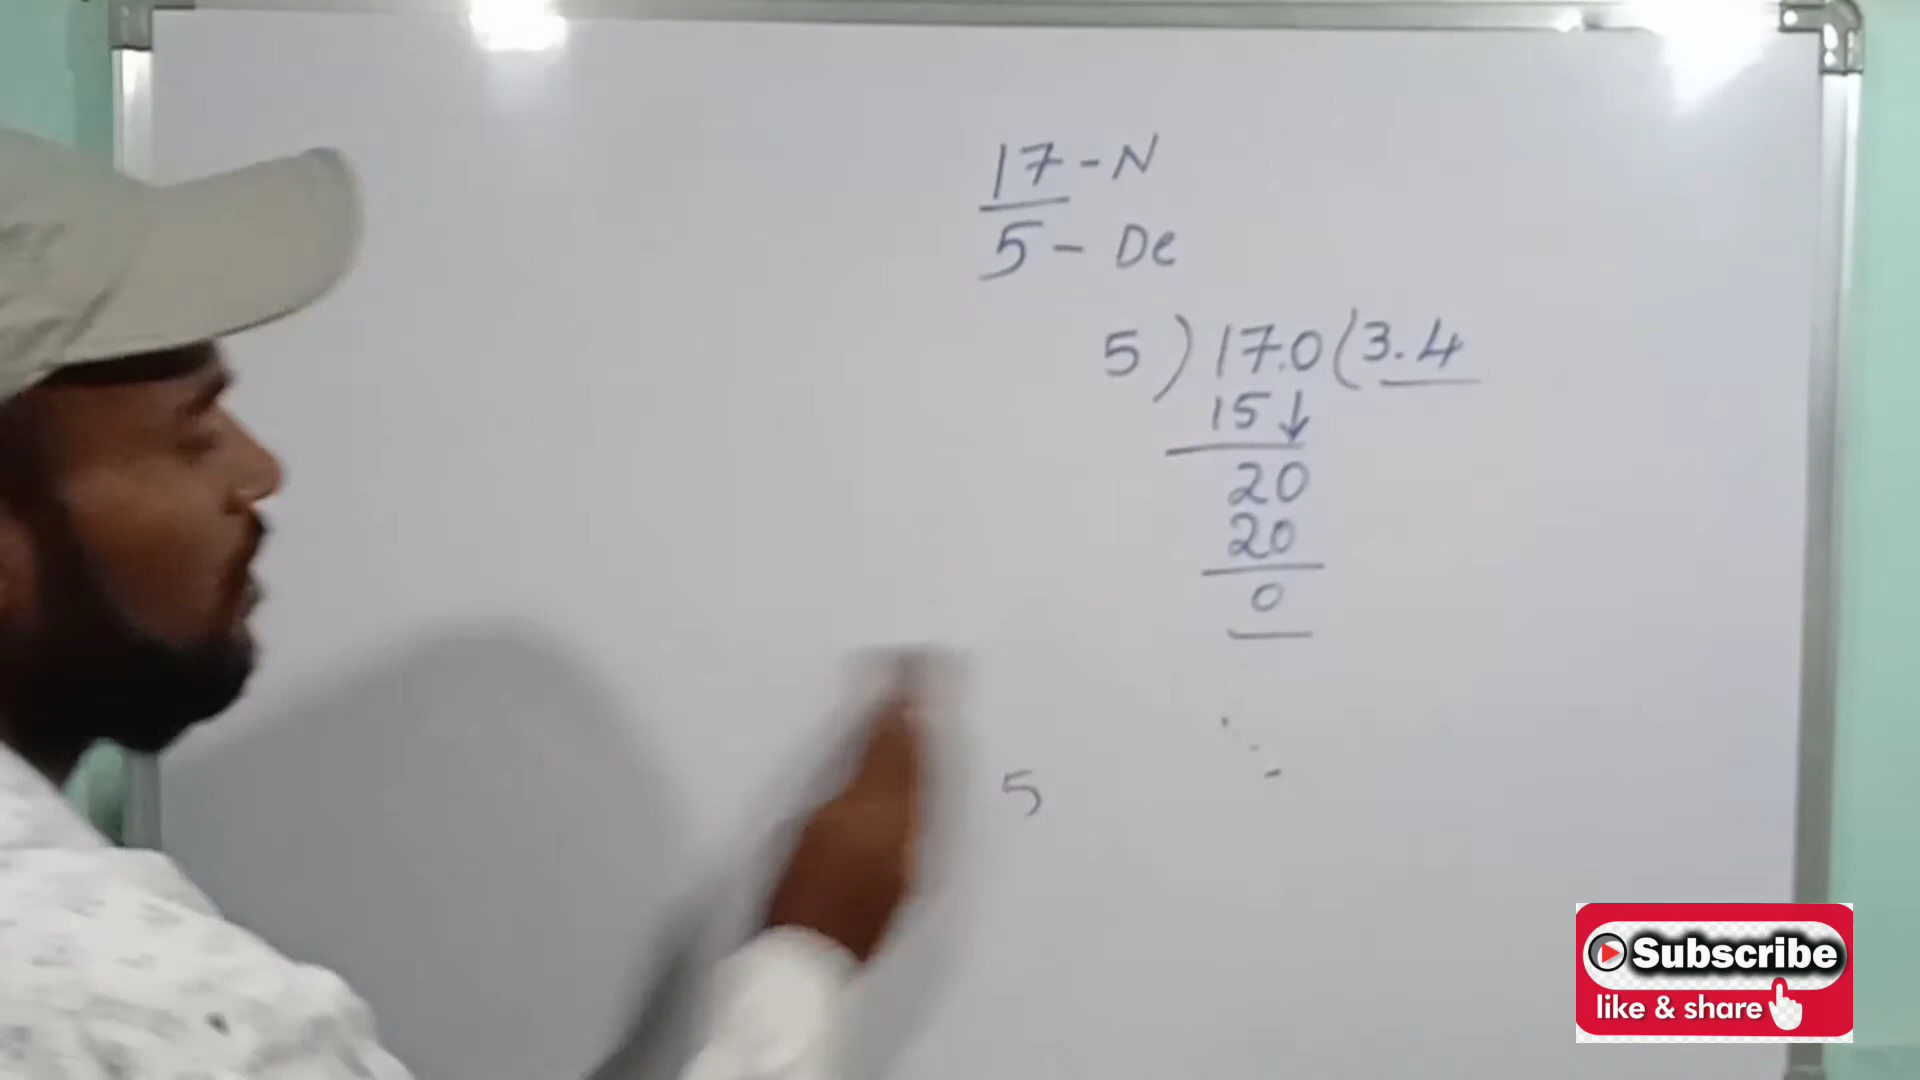 17 - N
5 - De
5 ) 17.0 ( 3.4
15 ↓
20
20
0
5
Subscribe
like & share